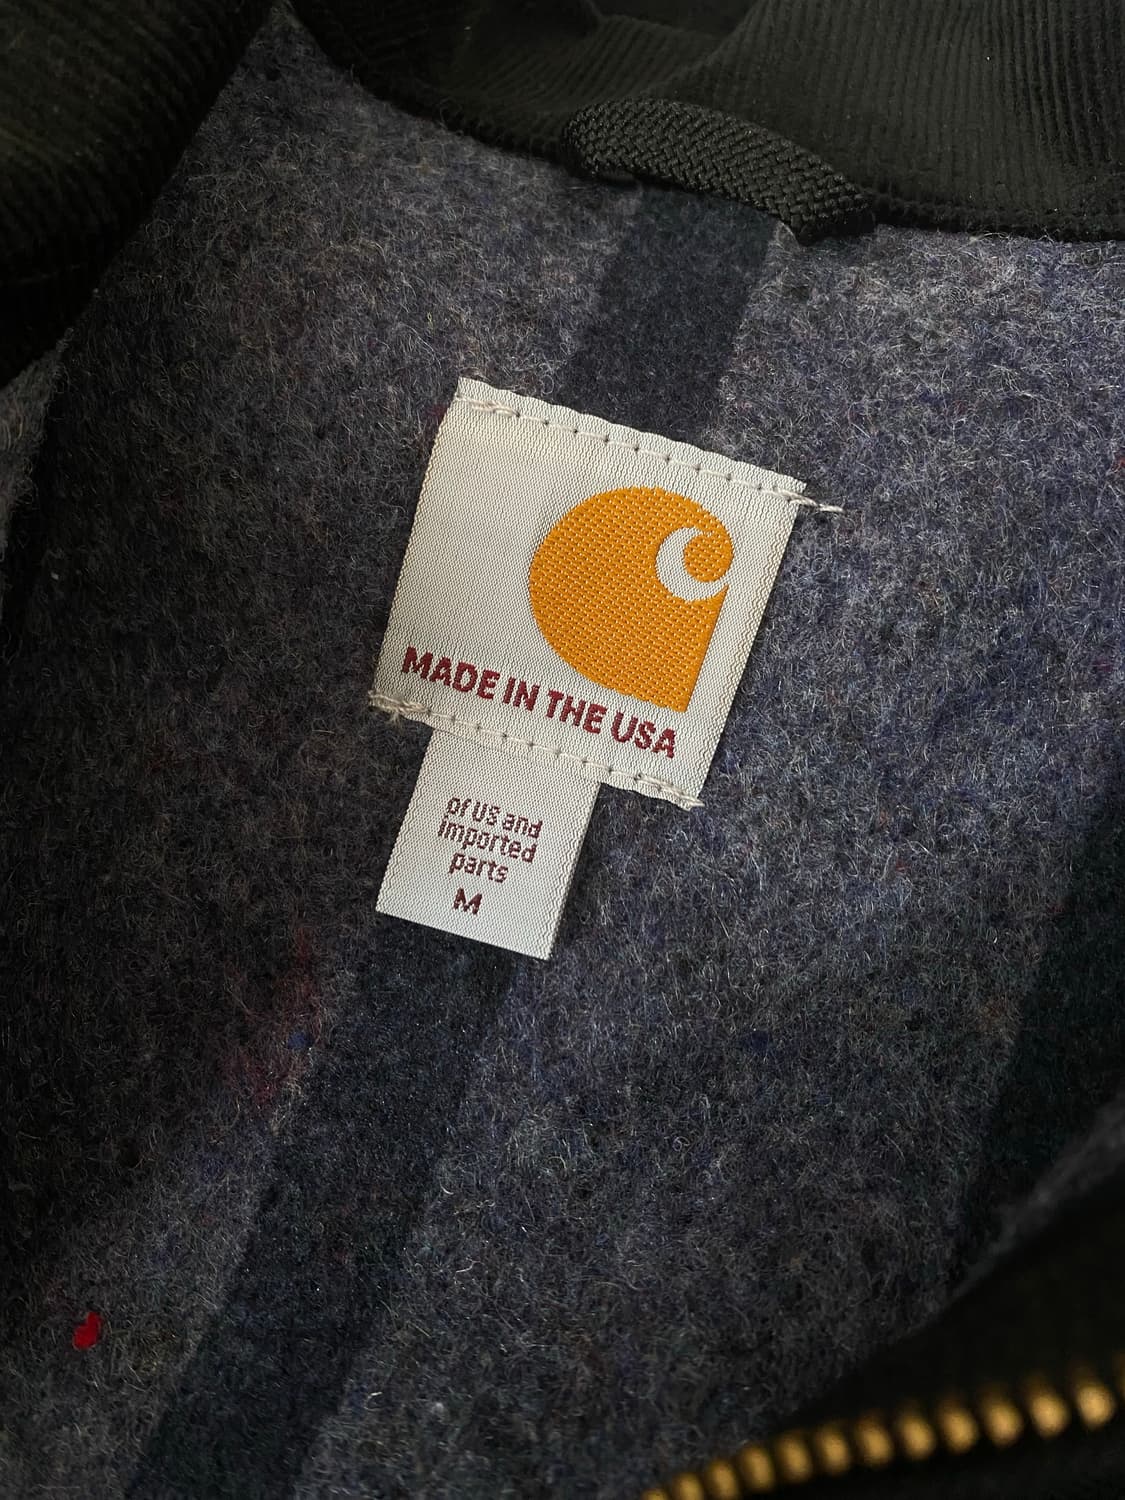 MADE IN THE USA
of US and
imported
parts
M